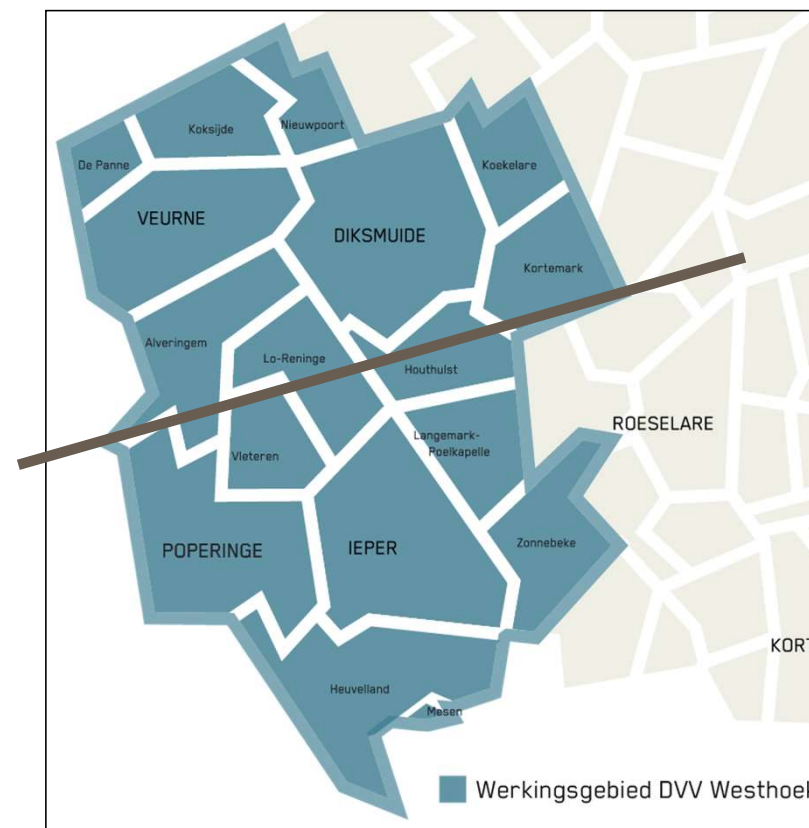 Nieuwpoort
Koksijde
De Panne
Koekelare
VEURNE
DIKSMUIDE
Kortemark
Alveringem
Lo-Reninge
Houthulst
ROESELARE
Langemark-
Poelkapelle
Vleteren
Zonnebeke
POPERINGE
IEPER
KORT
Heuvelland
Mesen
Werkingsgebied DVV Westhoek